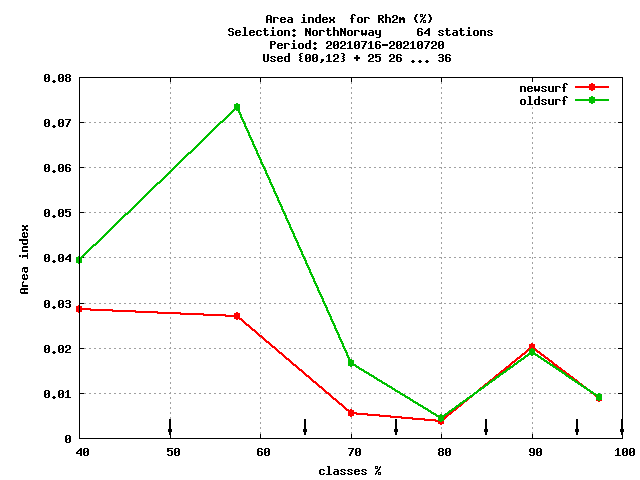 Area index  for Rh2m (%)
Selection: NorthNorway     64 stations
Period: 20210716-20210720
Used {00,12} + 25 26 ... 36
newsurf
oldsurf
0.08
0.07
0.06
0.05
0.04
0.03
0.02
0.01
0
Area index
40 50 60 70 80 90 100
classes %